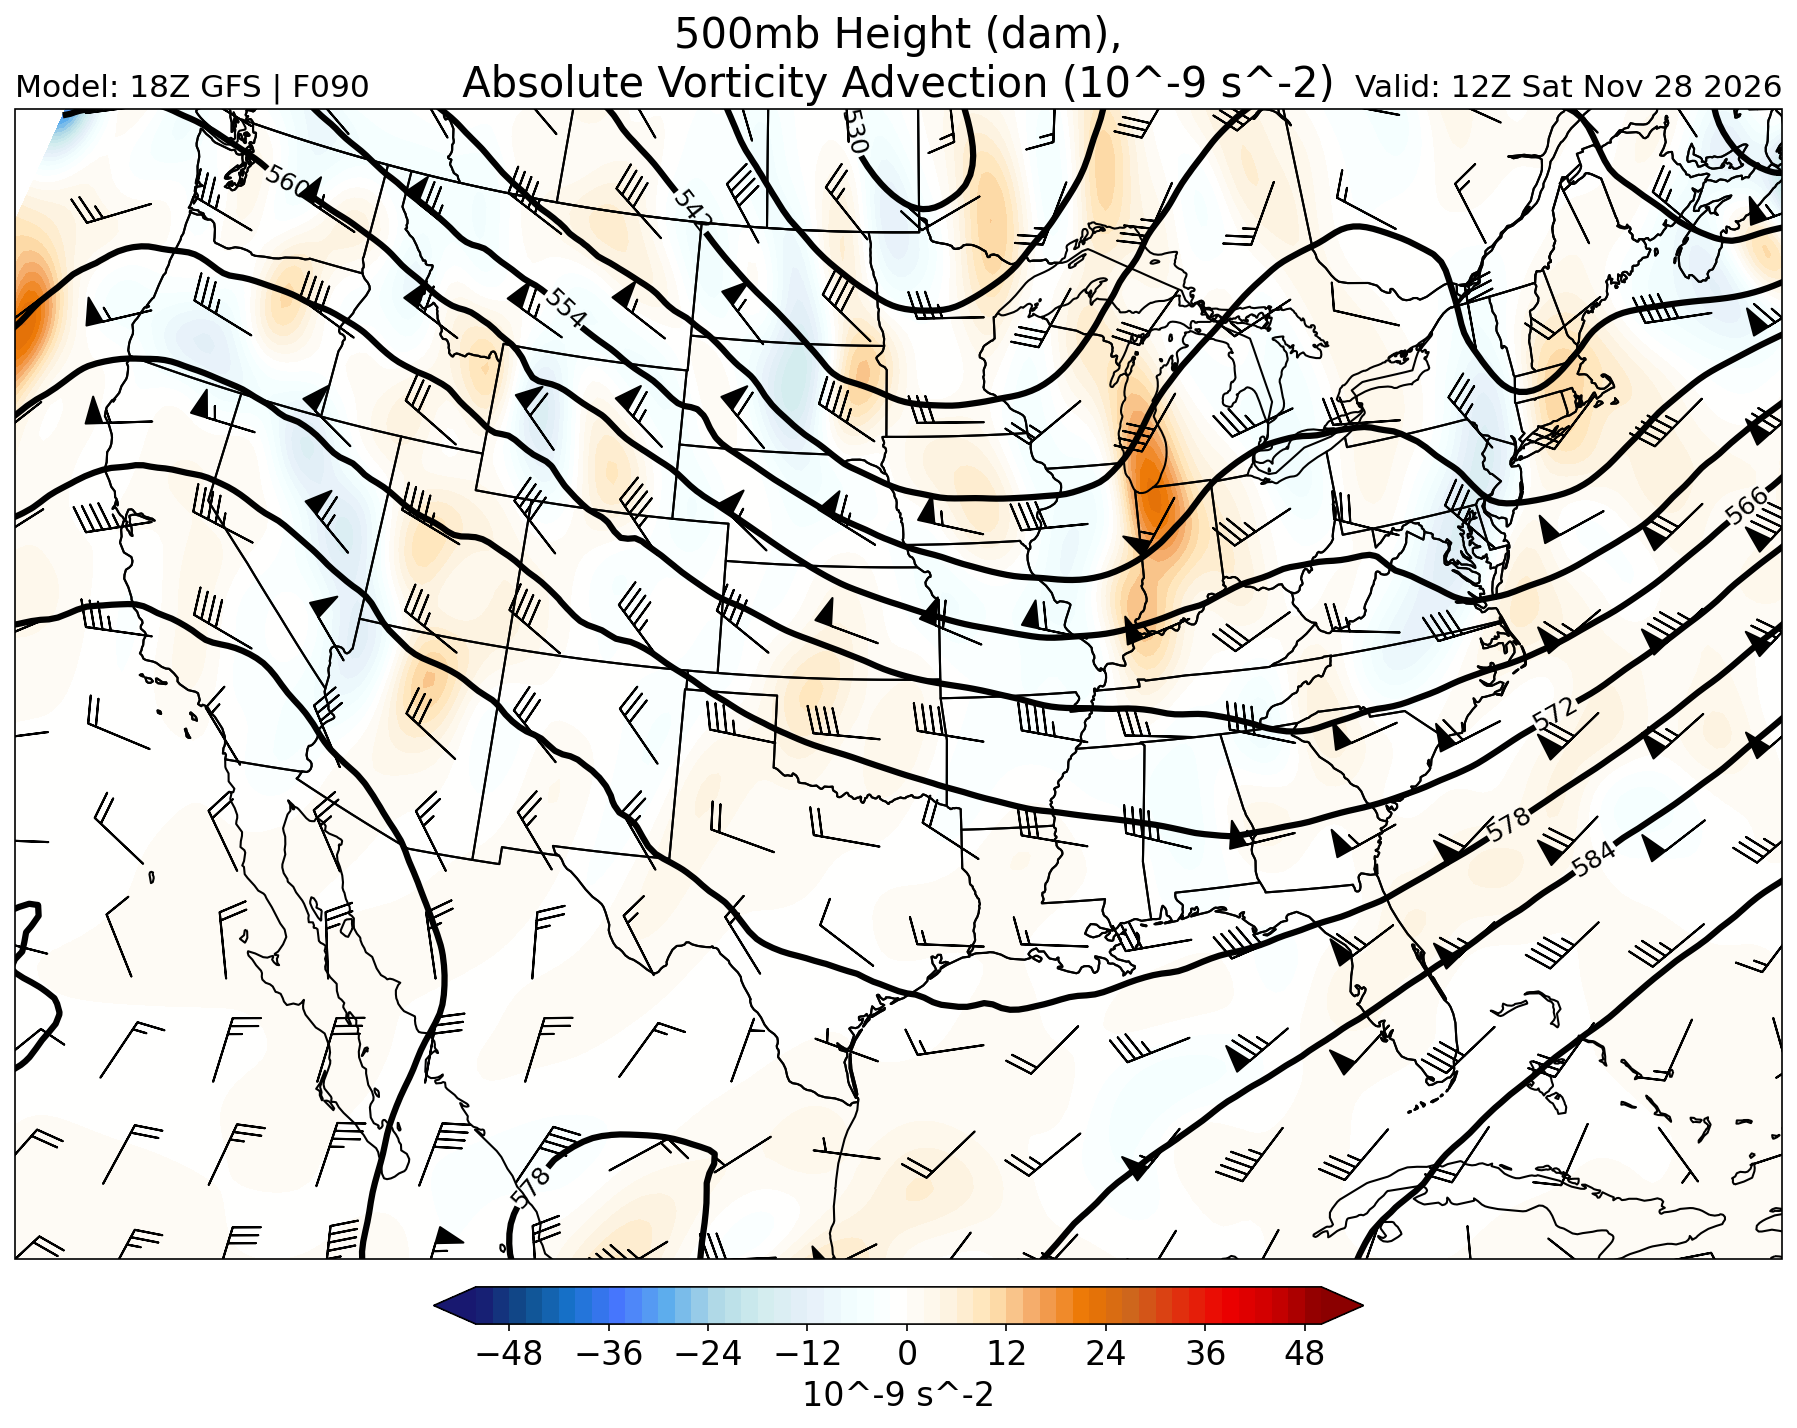 500mb Height (dam),
Model: 18Z GFS | F090
Absolute Vorticity Advection (10^-9 s^-2)
Valid: 12Z Sat Nov 28 2026
530
560
542
554
566
572
578
584
578
−48 −36 −24 −12 0 12 24 36 48
10^-9 s^-2